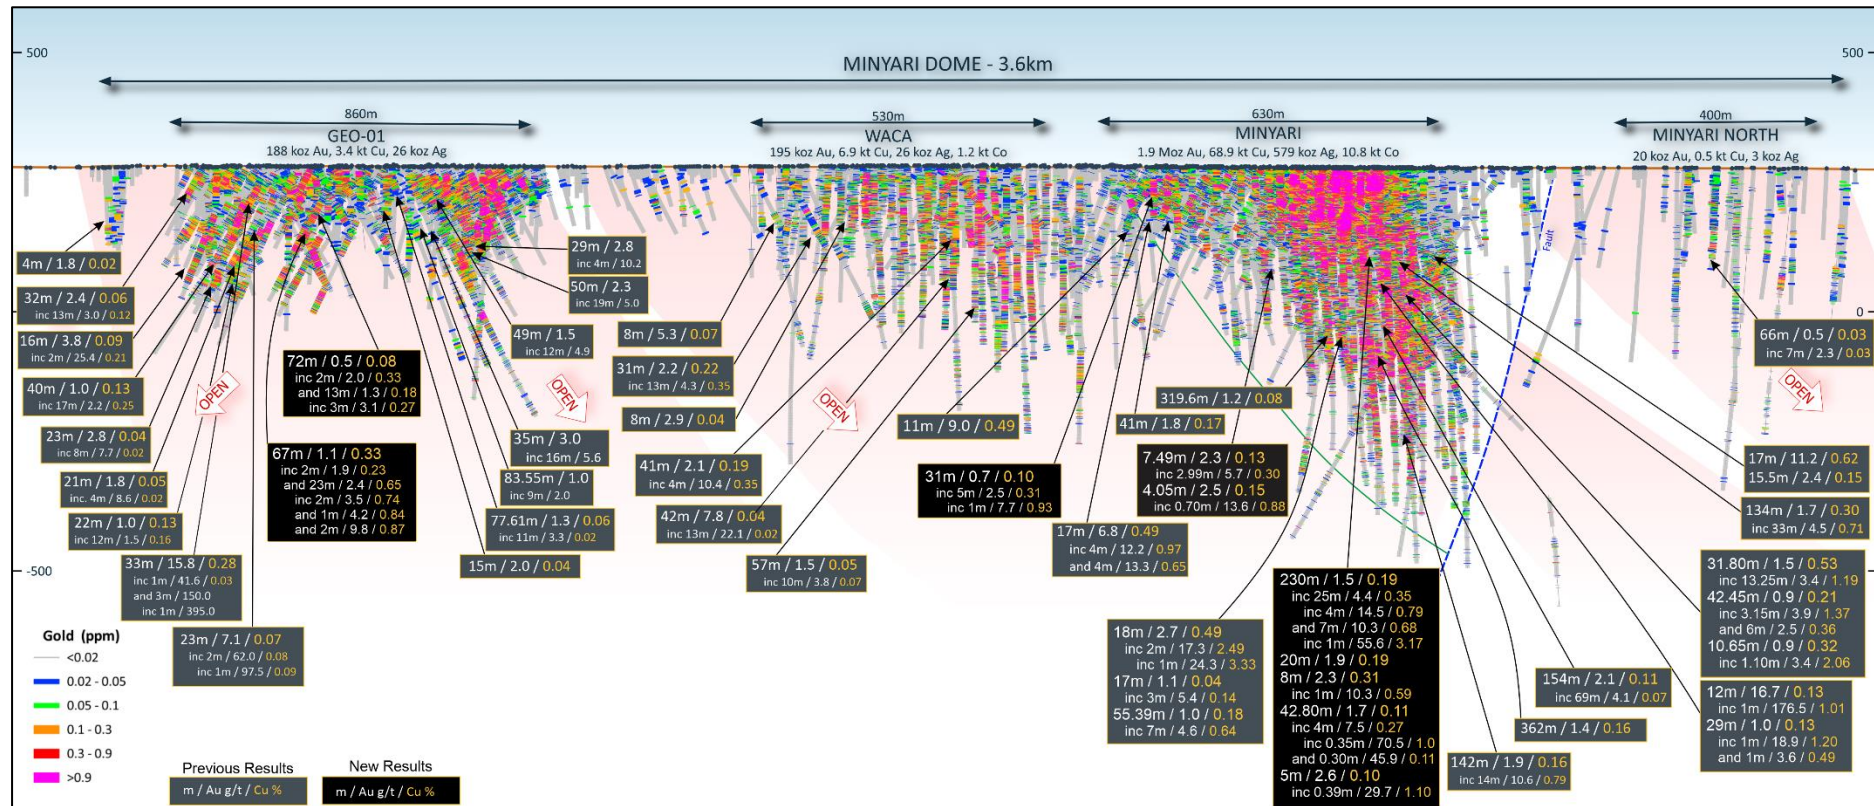 500
500
MINYARI DOME - 3.6km
860m
GEO-01
188 koz Au, 3.4 kt Cu, 26 koz Ag
530m
WACA
195 koz Au, 6.9 kt Cu, 26 koz Ag, 1.2 kt Co
630m
MINYARI
1.9 Moz Au, 68.9 kt Cu, 579 koz Ag, 10.8 kt Co
400m
MINYARI NORTH
20 koz Au, 0.5 kt Cu, 3 koz Ag
Fault
0
0
-500
4m / 1.8 / 0.02
32m / 2.4 / 0.06
inc 13m / 3.0 / 0.12
16m / 3.8 / 0.09
inc 2m / 25.4 / 0.21
40m / 1.0 / 0.13
inc 17m / 2.2 / 0.25
23m / 2.8 / 0.04
inc 8m / 7.7 / 0.02
21m / 1.8 / 0.05
inc. 4m / 8.6 / 0.02
22m / 1.0 / 0.13
inc 12m / 1.5 / 0.16
33m / 15.8 / 0.28
inc 1m / 41.6 / 0.03
and 3m / 150.0
inc 1m / 395.0
23m / 7.1 / 0.07
inc 2m / 62.0 / 0.08
inc 1m / 97.5 / 0.09
OPEN
72m / 0.5 / 0.08
inc 2m / 2.0 / 0.33
and 13m / 1.3 / 0.18
inc 3m / 3.1 / 0.27
67m / 1.1 / 0.33
inc 2m / 1.9 / 0.23
and 23m / 2.4 / 0.65
inc 2m / 3.5 / 0.74
and 1m / 4.2 / 0.84
and 2m / 9.8 / 0.87
29m / 2.8
inc 4m / 10.2
50m / 2.3
inc 19m / 5.0
49m / 1.5
inc 12m / 4.9
OPEN
35m / 3.0
inc 16m / 5.6
83.55m / 1.0
inc 9m / 2.0
77.61m / 1.3 / 0.06
inc 11m / 3.3 / 0.02
15m / 2.0 / 0.04
8m / 5.3 / 0.07
31m / 2.2 / 0.22
inc 13m / 4.3 / 0.35
8m / 2.9 / 0.04
41m / 2.1 / 0.19
inc 4m / 10.4 / 0.35
42m / 7.8 / 0.04
inc 13m / 22.1 / 0.02
57m / 1.5 / 0.05
inc 10m / 3.8 / 0.07
OPEN
11m / 9.0 / 0.49
31m / 0.7 / 0.10
inc 5m / 2.5 / 0.31
inc 1m / 7.7 / 0.93
319.6m / 1.2 / 0.08
41m / 1.8 / 0.17
7.49m / 2.3 / 0.13
inc 2.99m / 5.7 / 0.30
4.05m / 2.5 / 0.15
inc 0.70m / 13.6 / 0.88
17m / 6.8 / 0.49
inc 4m / 12.2 / 0.97
and 4m / 13.3 / 0.65
18m / 2.7 / 0.49
inc 2m / 17.3 / 2.49
inc 1m / 24.3 / 3.33
17m / 1.1 / 0.04
inc 3m / 5.4 / 0.14
55.39m / 1.0 / 0.18
inc 7m / 4.6 / 0.64
230m / 1.5 / 0.19
inc 25m / 4.4 / 0.35
inc 4m / 14.5 / 0.79
and 7m / 10.3 / 0.68
inc 1m / 55.6 / 3.17
20m / 1.9 / 0.19
8m / 2.3 / 0.31
inc 1m / 10.3 / 0.59
42.80m / 1.7 / 0.11
inc 4m / 7.5 / 0.27
inc 0.35m / 70.5 / 1.0
and 0.30m / 45.9 / 0.11
5m / 2.6 / 0.10
inc 0.39m / 29.7 / 1.10
142m / 1.9 / 0.16
inc 14m / 10.6 / 0.79
362m / 1.4 / 0.16
154m / 2.1 / 0.11
inc 69m / 4.1 / 0.07
66m / 0.5 / 0.03
inc 7m / 2.3 / 0.03
OPEN
17m / 11.2 / 0.62
15.5m / 2.4 / 0.15
134m / 1.7 / 0.30
inc 33m / 4.5 / 0.71
31.80m / 1.5 / 0.53
inc 13.25m / 3.4 / 1.19
42.45m / 0.9 / 0.21
inc 3.15m / 3.9 / 1.37
and 6m / 2.5 / 0.36
10.65m / 0.9 / 0.32
inc 1.10m / 3.4 / 2.06
12m / 16.7 / 0.13
inc 1m / 176.5 / 1.01
29m / 1.0 / 0.13
inc 1m / 18.9 / 1.20
and 1m / 3.6 / 0.49
Gold (ppm)
<0.02
0.02 - 0.05
0.05 - 0.1
0.1 - 0.3
0.3 - 0.9
>0.9
Previous Results
m / Au g/t / Cu %
New Results
m / Au g/t / Cu %